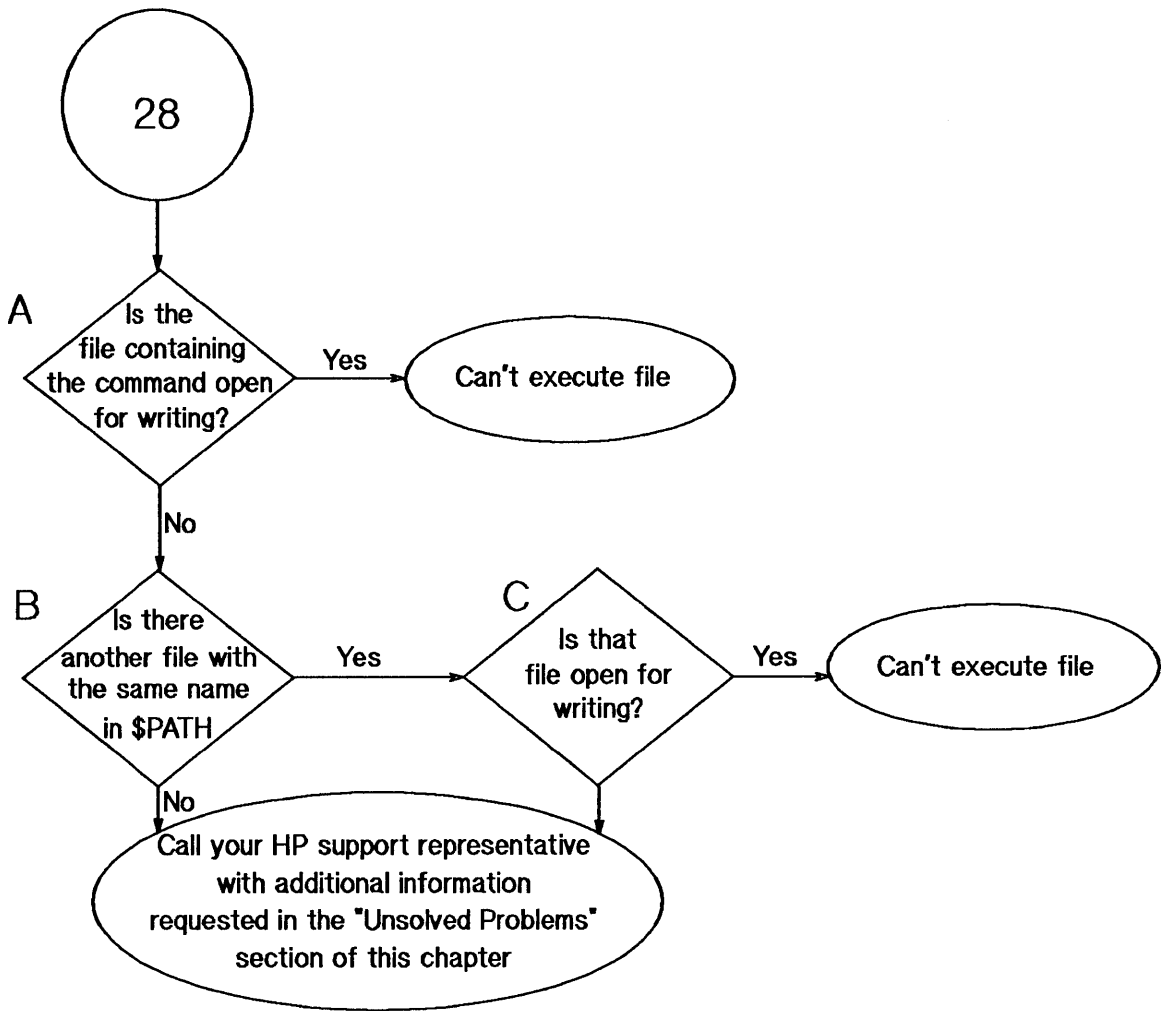 28
A
Is the
file containing
the command open
for writing?
Yes
Can't execute file
No
B
Is there
another file with
the same name
in $PATH
Yes
C
Is that
file open for
writing?
Yes
Can't execute file
No
Call your HP support representative
with additional information
requested in the "Unsolved Problems"
section of this chapter